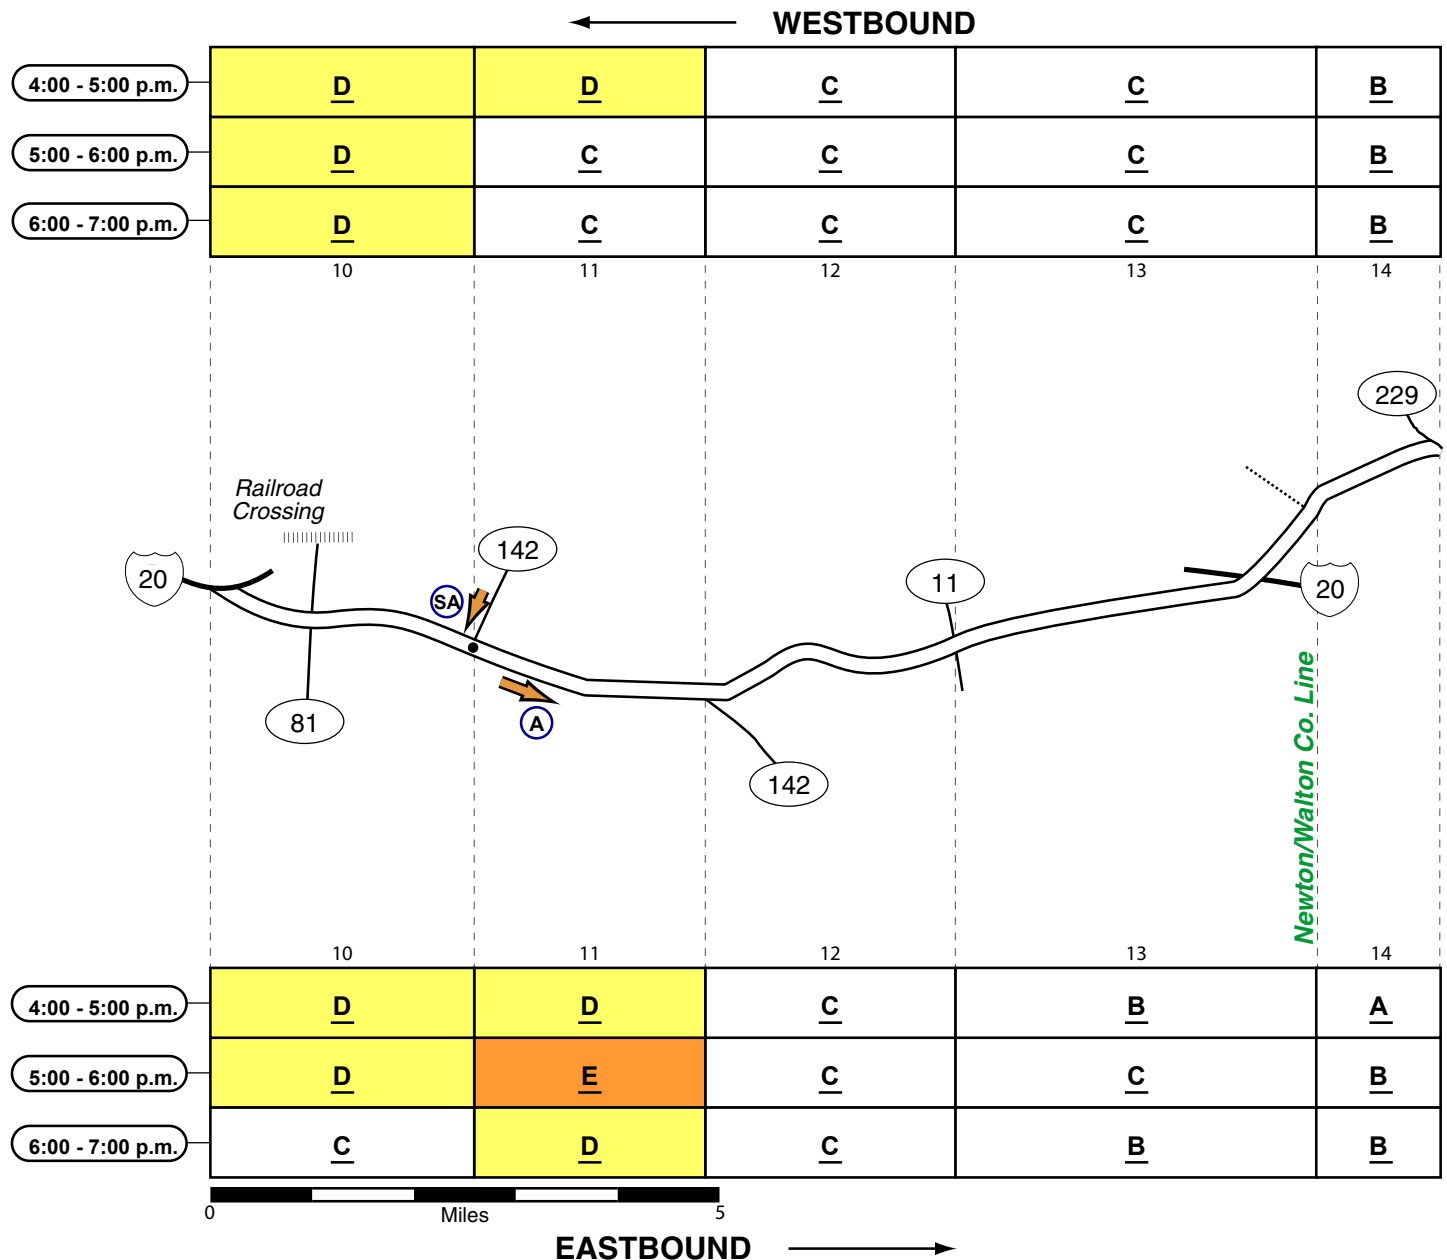 WESTBOUND
4:00 - 5:00 p.m. D D C C B
5:00 - 6:00 p.m. D C C C B
6:00 - 7:00 p.m. D C C C B
10 11 12 13 14
229
Railroad
Crossing
142
20
SA
11
20
81
A
142
Newton/Walton Co. Line
10 11 12 13 14
4:00 - 5:00 p.m. D D C B A
5:00 - 6:00 p.m. D E C C B
6:00 - 7:00 p.m. C D C B B
0 Miles 5
EASTBOUND